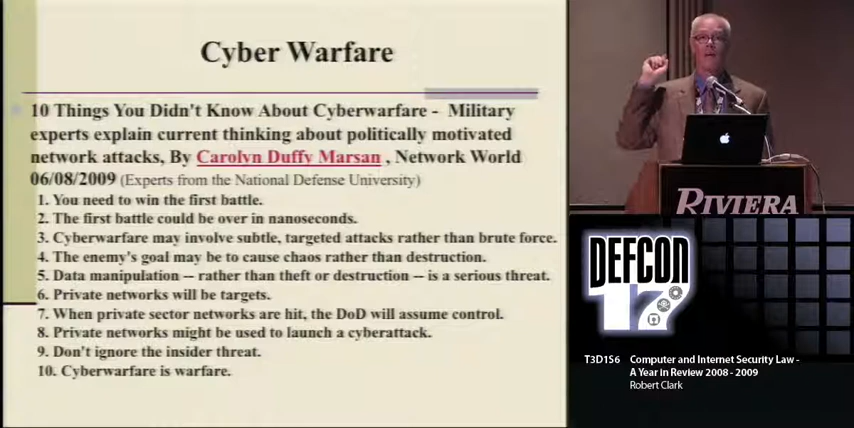 Cyber Warfare
10 Things You Didn't Know About Cyberwarfare - Military
experts explain current thinking about politically motivated
network attacks, By Carolyn Duffy Marsan , Network World
06/08/2009 (Experts from the National Defense University)
1. You need to win the first battle.
2. The first battle could be over in nanoseconds.
3. Cyberwarfare may involve subtle, targeted attacks rather than brute force.
4. The enemy's goal may be to cause chaos rather than destruction.
5. Data manipulation -- rather than theft or destruction -- is a serious threat.
6. Private networks will be targets.
7. When private sector networks are hit, the DoD will assume control.
8. Private networks might be used to launch a cyberattack.
9. Don't ignore the insider threat.
10. Cyberwarfare is warfare.
RIVIERA
DEFCON
17
T3D1S6 Computer and Internet Security Law -
A Year in Review 2008 - 2009
Robert Clark